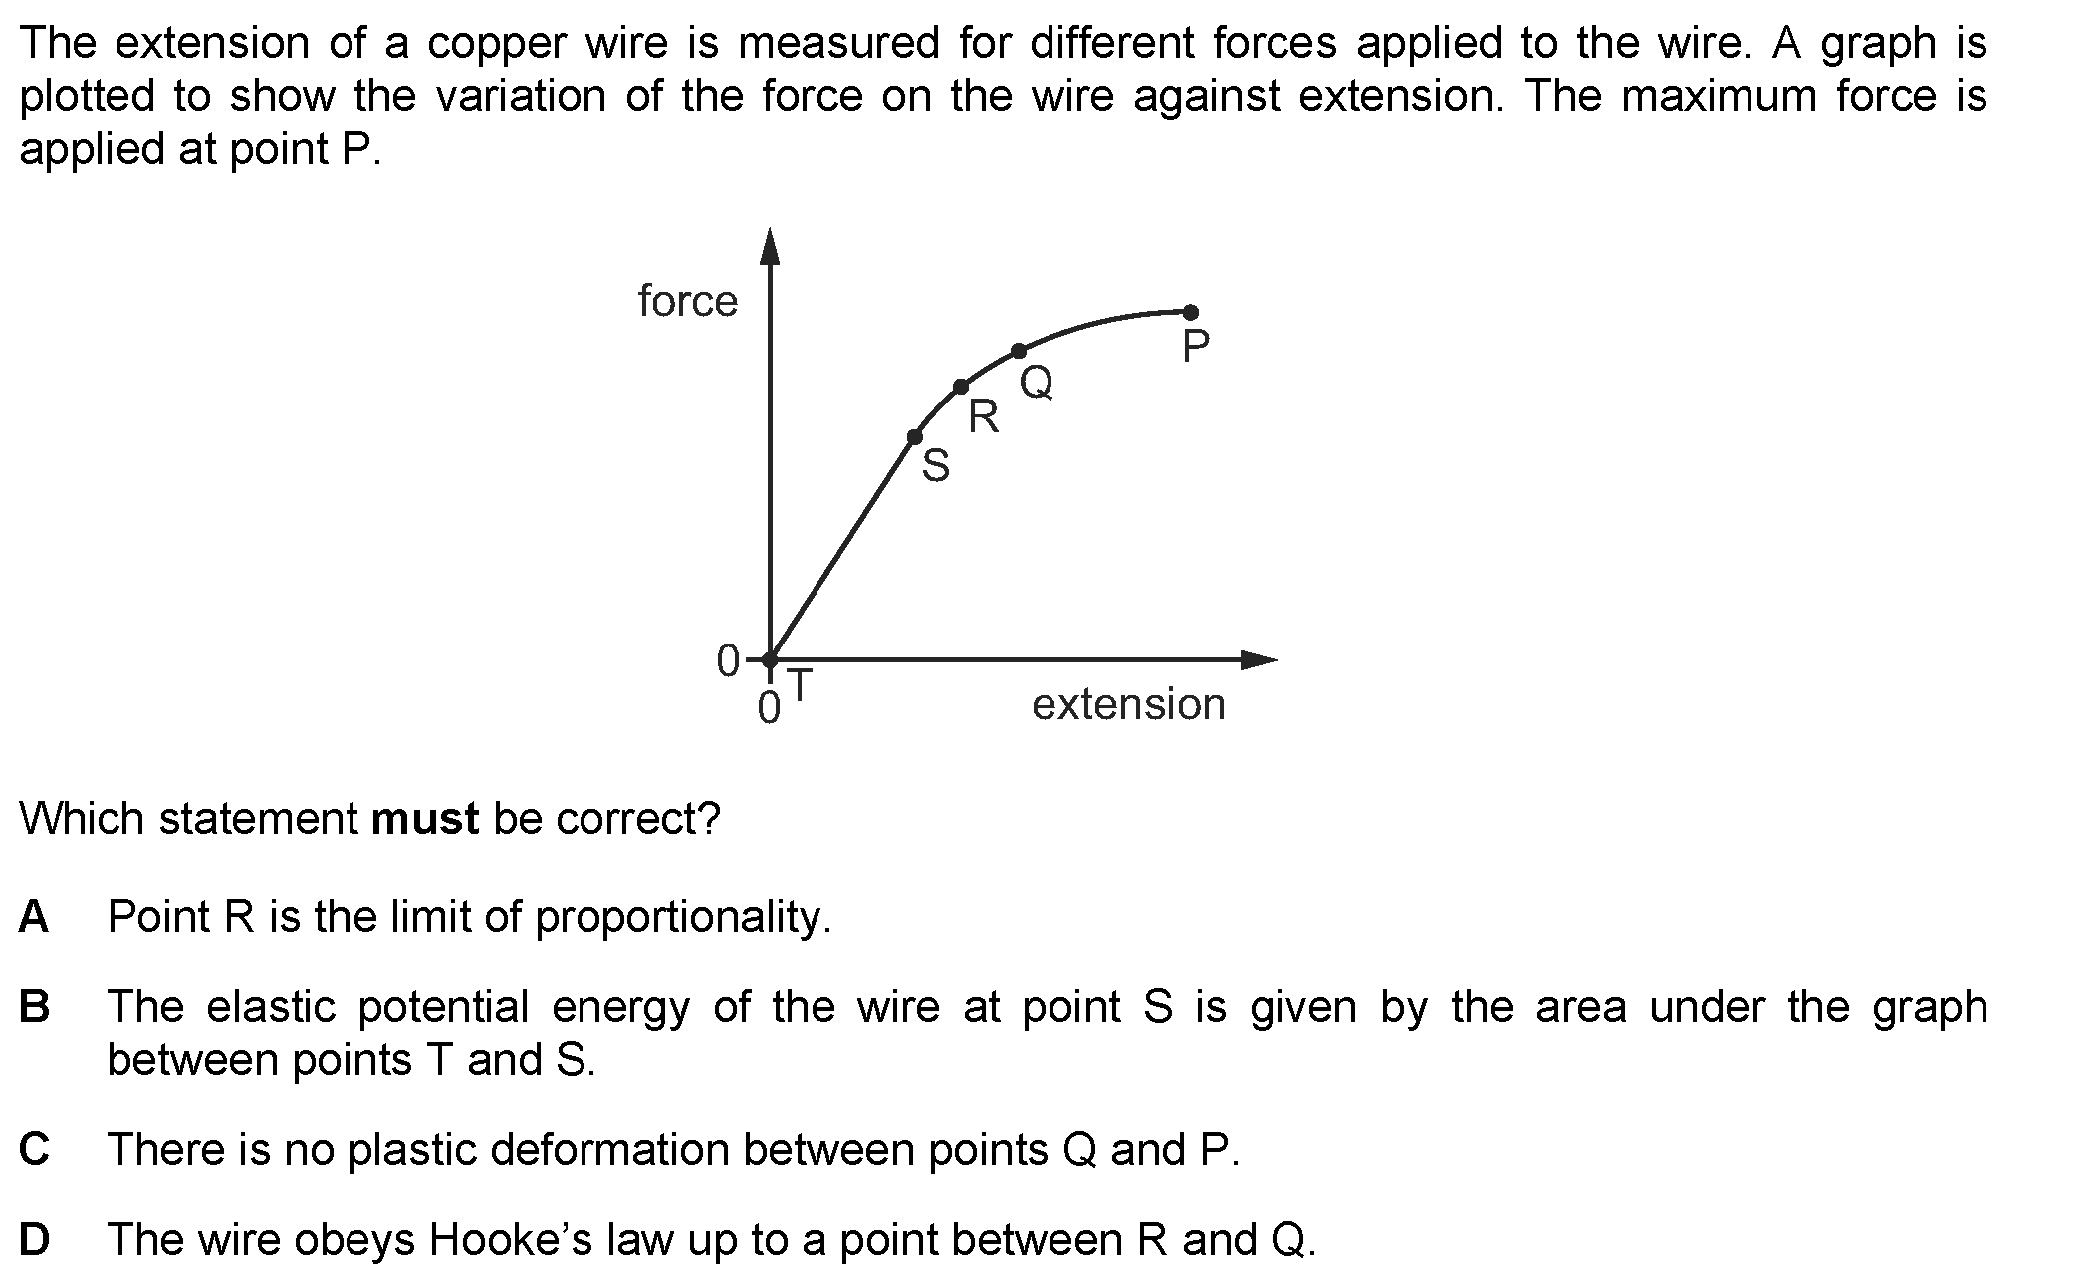 The extension of a copper wire is measured for different forces applied to the wire. A graph is
plotted to show the variation of the force on the wire against extension. The maximum force is
applied at point P.
force
P
Q
R
S
0
T
0
extension
Which statement must be correct?
A Point R is the limit of proportionality.
B The elastic potential energy of the wire at point S is given by the area under the graph
between points T and S.
C There is no plastic deformation between points Q and P.
D The wire obeys Hooke’s law up to a point between R and Q.